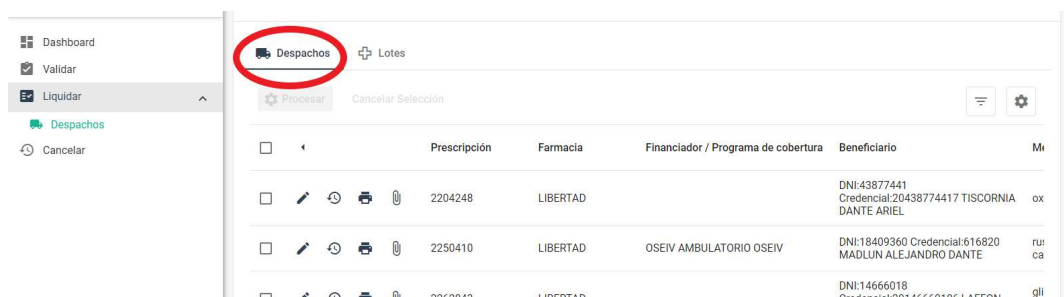 Dashboard
Validar
Liquidar
Despachos
Cancelar
Despachos Lotes
Procesar Cancelar Selección
Prescripción Farmacia Financiador / Programa de cobertura Beneficiario
2204248 LIBERTAD DNI:43877441
Credencial:20438774417 TISCORNIA
DANTE ARIEL
2250410 LIBERTAD OSEIV AMBULATORIO OSEIV DNI:18409360 Credencial:616820
MADLUN ALEJANDRO DANTE
LIBERTAD DNI:14666018